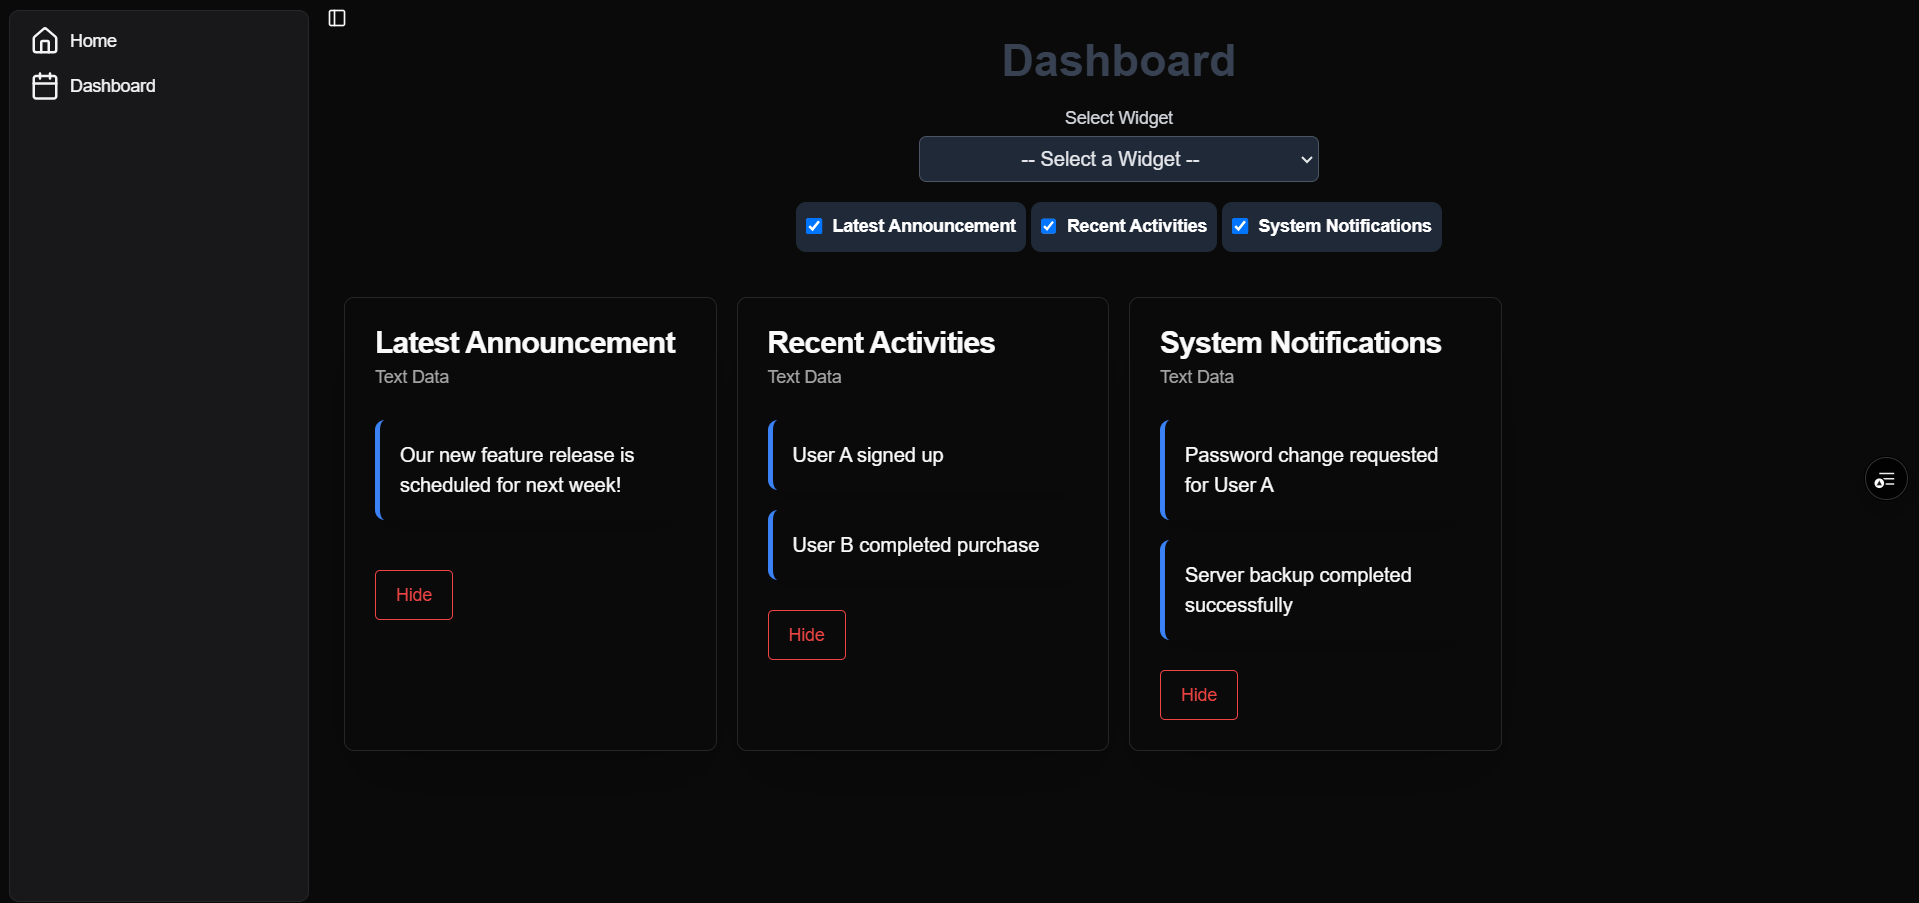 Home
Dashboard
Dashboard
Select Widget
-- Select a Widget --
Latest Announcement
Recent Activities
System Notifications
Latest Announcement
Text Data
Our new feature release is
scheduled for next week!
Hide
Recent Activities
Text Data
User A signed up
User B completed purchase
Hide
System Notifications
Text Data
Password change requested
for User A
Server backup completed
successfully
Hide